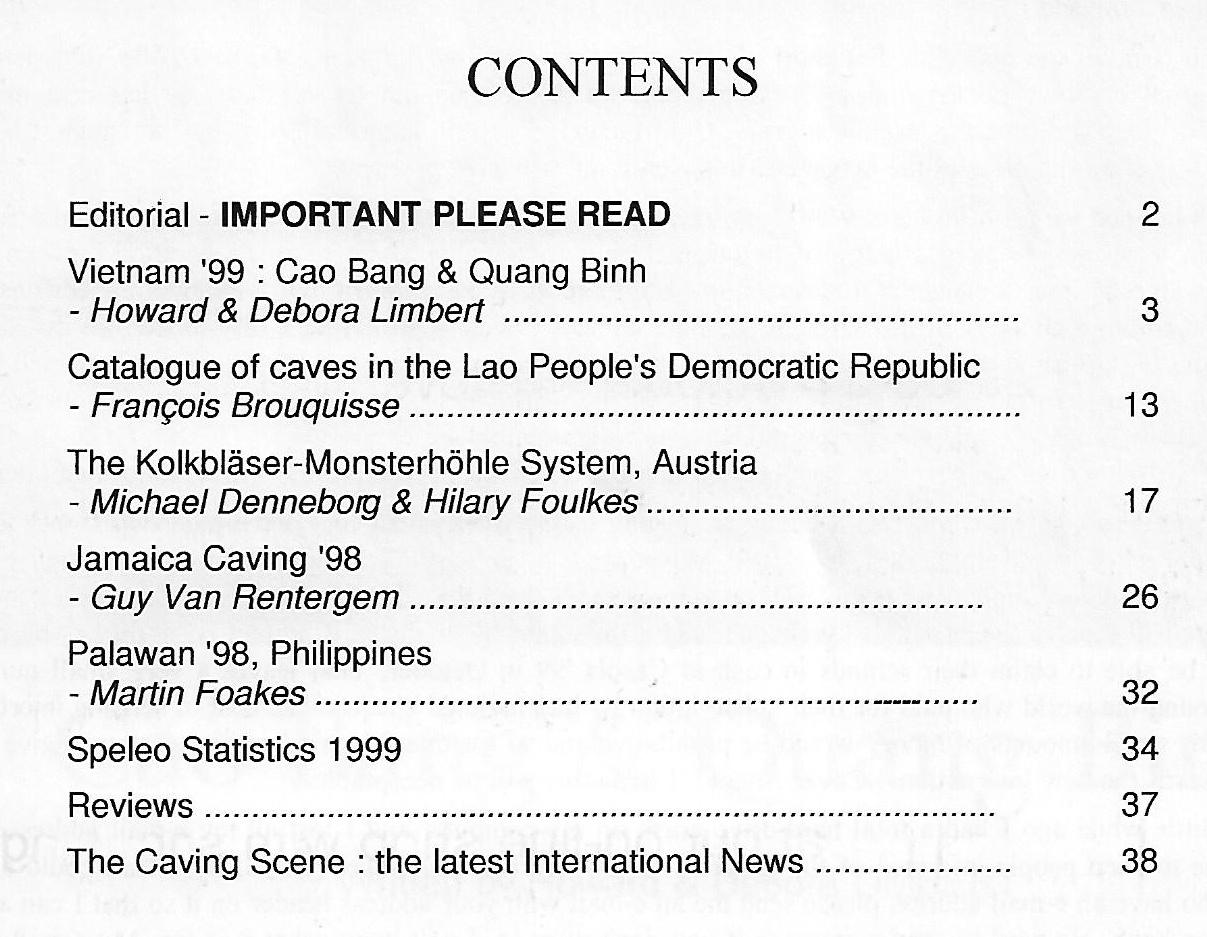 CONTENTS
Editorial - IMPORTANT PLEASE READ 2
Vietnam '99 : Cao Bang & Quang Binh
- Howard & Debora Limbert ................................................ 3
Catalogue of caves in the Lao People's Democratic Republic
- François Brouquisse ......................................................... 13
The Kolkbläser-Monsterhöhle System, Austria
- Michael Denneborg & Hilary Foulkes .................................. 17
Jamaica Caving '98
- Guy Van Rentergem ..................................................... 26
Palawan '98, Philippines
- Martin Foakes ............................................................. 32
Speleo Statistics 1999 34
Reviews ......................................................................... 37
The Caving Scene : the latest International News .................. 38